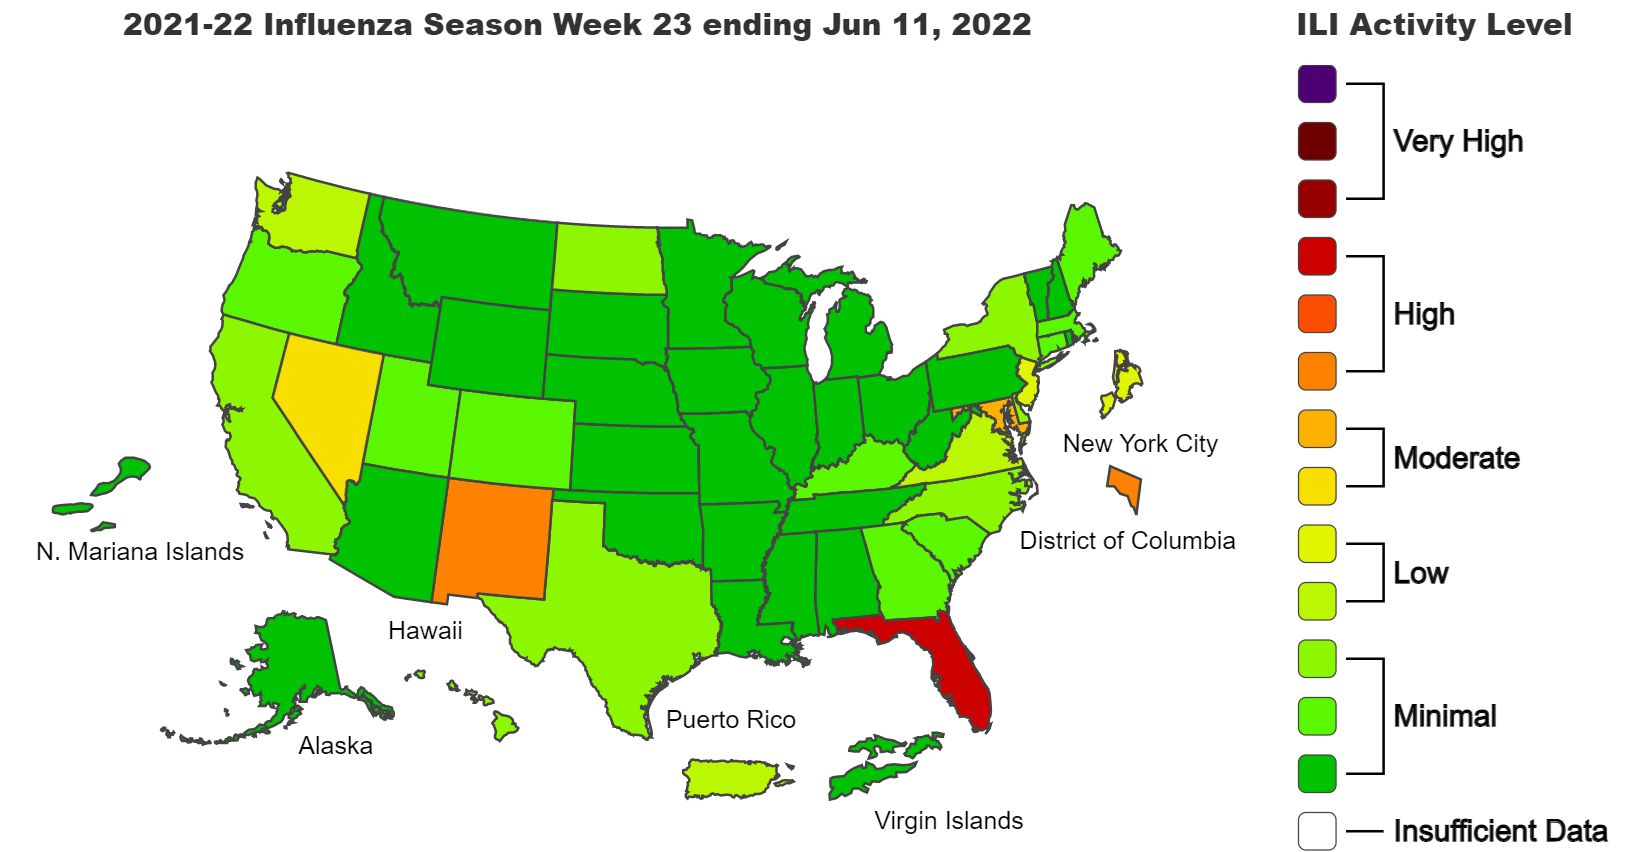 2021-22 Influenza Season Week 23 ending Jun 11, 2022
ILI Activity Level
Very High
High
Moderate
Low
Minimal
Insufficient Data
New York City
District of Columbia
N. Mariana Islands
Hawaii
Alaska
Puerto Rico
Virgin Islands